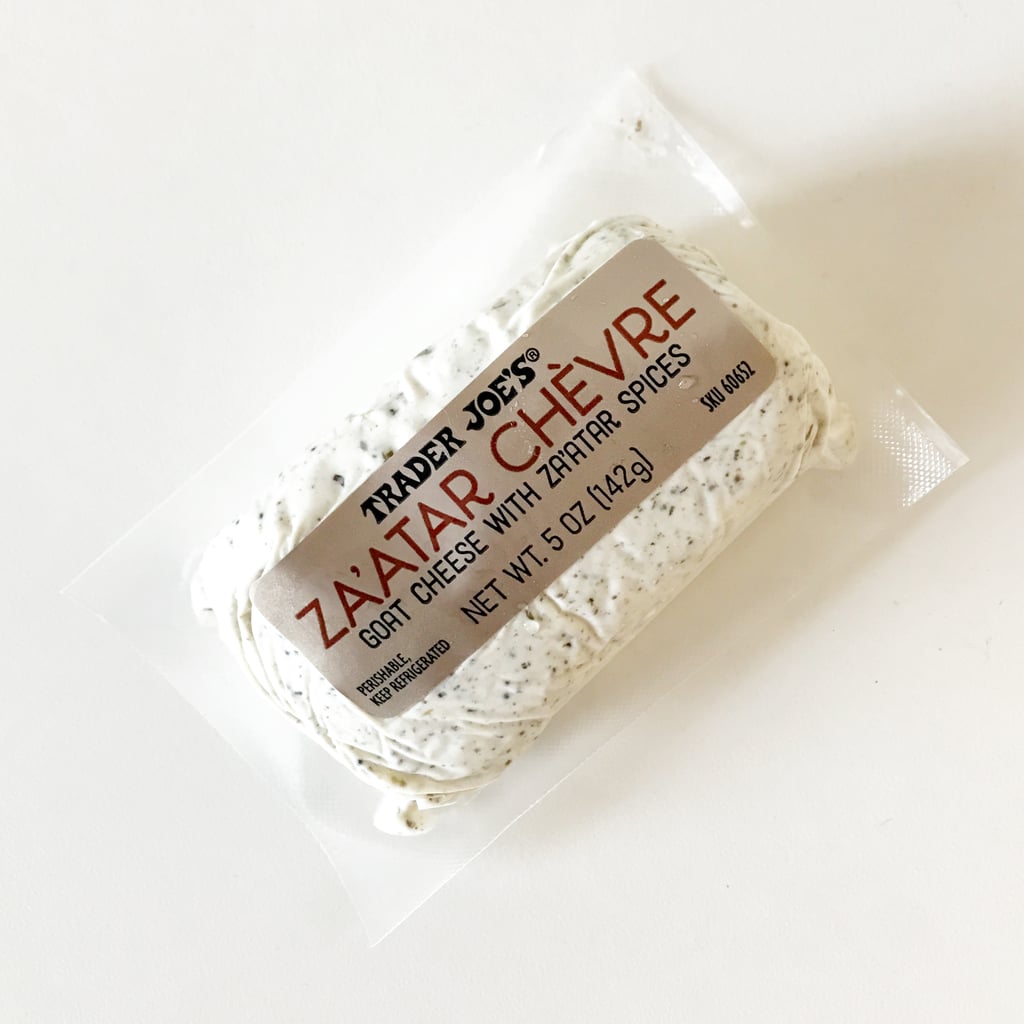 TRADER JOE'S®
ZA'ATAR CHÈVRE
GOAT CHEESE WITH ZA'ATAR SPICES
NET WT. 5 OZ (142g)
PERISHABLE,
KEEP REFRIGERATED
SKU 60652